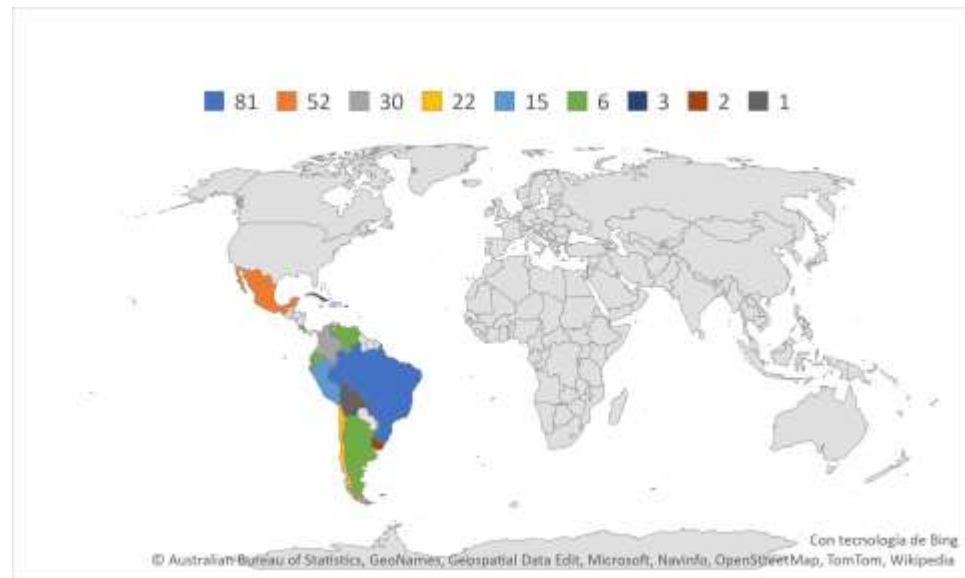 81 52 30 22 15 6 3 2 1
Con tecnología de Bing
© Australian Bureau of Statistics, GeoNames, Geospatial Data Edit, Microsoft, Navinfo, OpenStreetMap, TomTom, Wikipedia